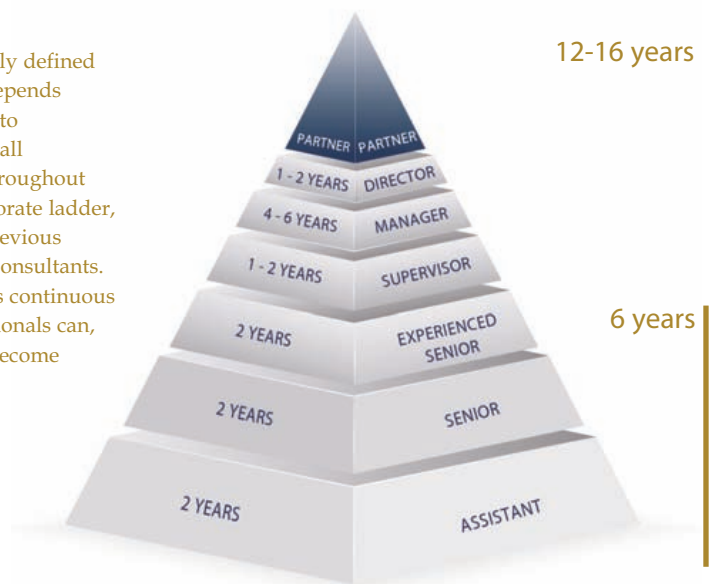 ly defined
epends
to
all
roughout
orate ladder,
evious
onsultants.
s continuous
ionals can,
ecome
12-16 years
PARTNER PARTNER
1 - 2 YEARS DIRECTOR
4 - 6 YEARS MANAGER
1 - 2 YEARS SUPERVISOR
2 YEARS EXPERIENCED
SENIOR
6 years
2 YEARS SENIOR
2 YEARS ASSISTANT